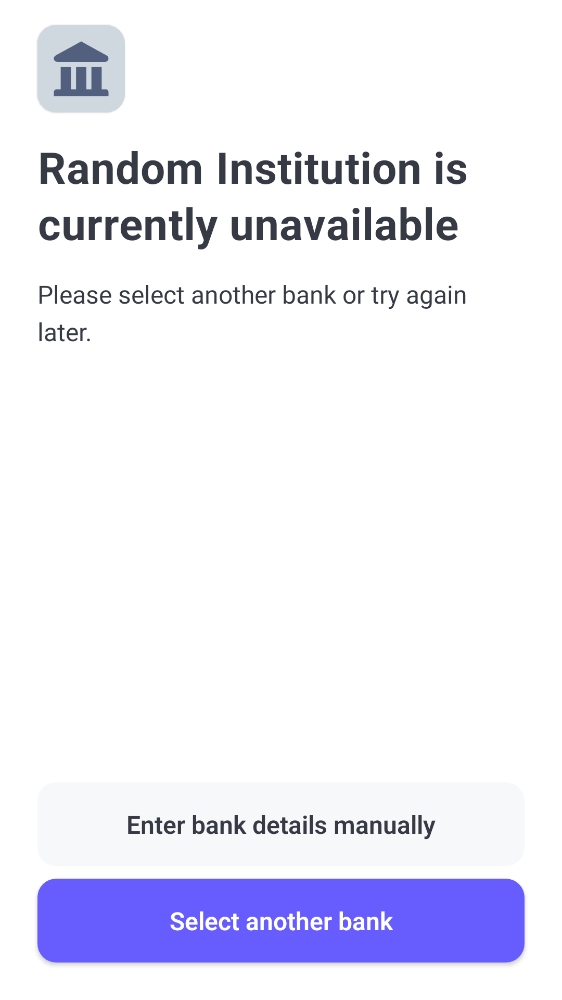 Random Institution is
currently unavailable
Please select another bank or try again
later.
Enter bank details manually
Select another bank